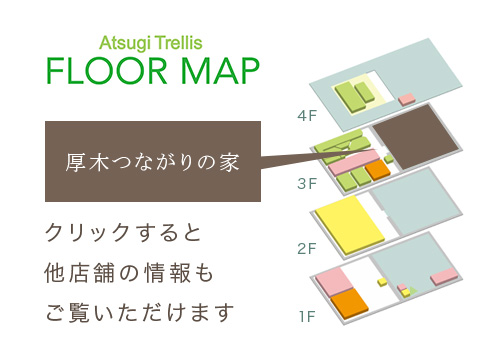 Atsugi Trellis
FLOOR MAP
厚木つながりの家
クリックすると
他店舗の情報も
ご覧いただけます
4F
3F
2F
1F